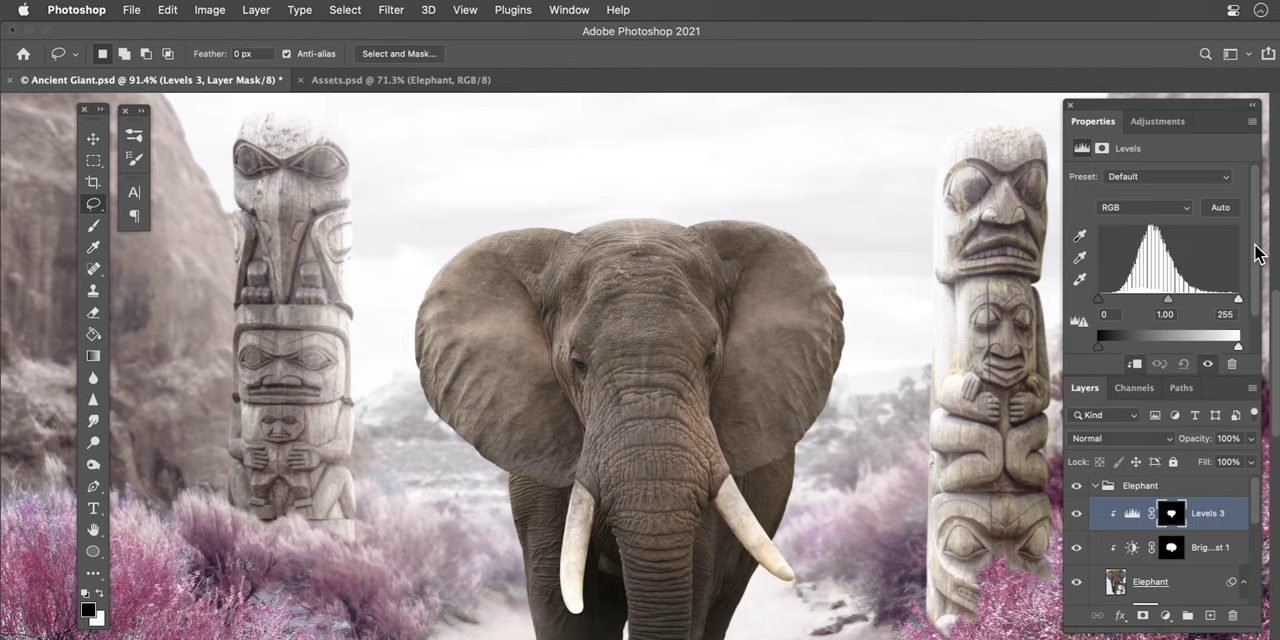 Photoshop File Edit Image Layer Type Select Filter 3D View Plugins Window Help
Adobe Photoshop 2021
Feather: 0 px Anti-alias Select and Mask...
© Ancient Giant.psd @ 91.4% (Levels 3, Layer Mask/8) * Assets.psd @ 71.3% (Elephant, RGB/8)
Properties Adjustments
Levels
Preset: Default
RGB Auto
0 1.00 255
Layers Channels Paths
Kind
Normal Opacity: 100%
Lock: Fill: 100%
Elephant
Levels 3
Brig...st 1
Elephant